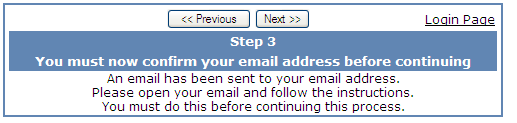 << Previous Next >> Login Page
Step 3
You must now confirm your email address before continuing
An email has been sent to your email address.
Please open your email and follow the instructions.
You must do this before continuing this process.